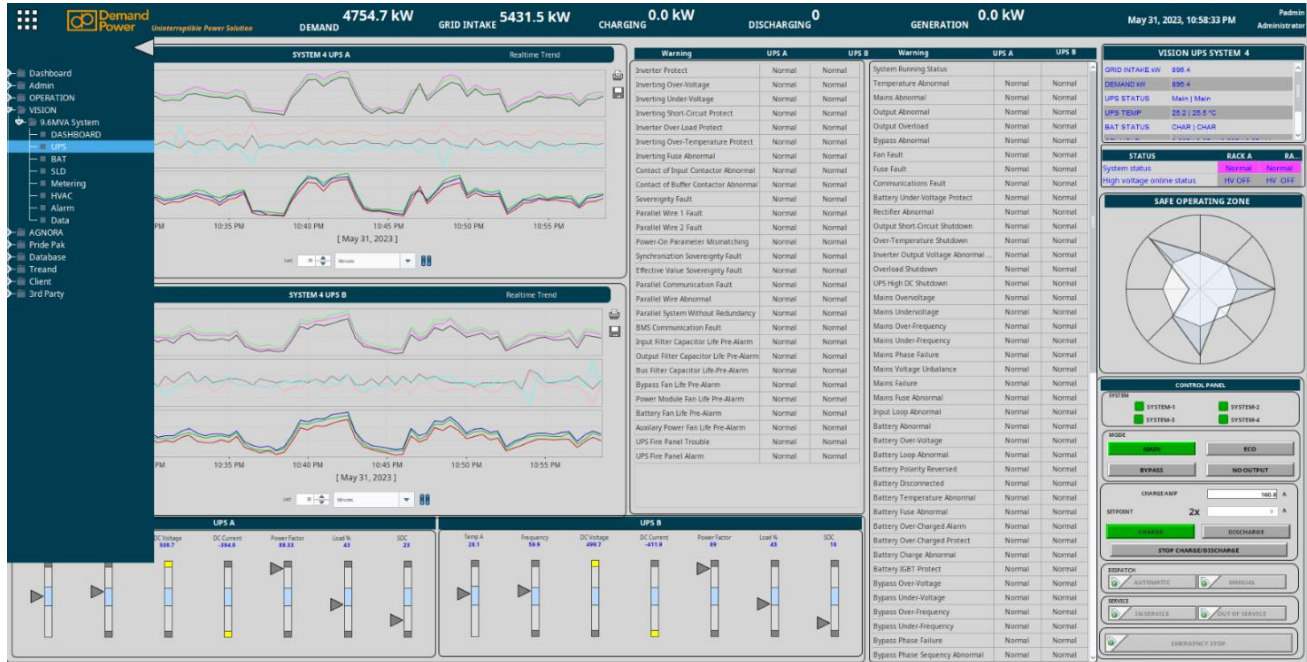 Demand
Power
Uninterruptible Power Solution
DEMAND 4754.7 kW
GRID INTAKE 5431.5 kW
CHARGING 0.0 kW
DISCHARGING 0
GENERATION 0.0 kW
May 31, 2023, 10:58:33 PM
Padmin
Administrator
Dashboard
Admin
OPERATION
VISION
9.6MVA System
DASHBOARD
UPS
BAT
SLD
Metering
HVAC
Alarm
Data
AGNORA
Pride Pak
Database
Treand
Client
3rd Party
SYSTEM 4 UPS A Realtime Trend
PM 10:35 PM 10:40 PM 10:45 PM 10:50 PM 10:55 PM
[ May 31, 2023 ]
Last Minutes
SYSTEM 4 UPS B Realtime Trend
PM 10:35 PM 10:40 PM 10:45 PM 10:50 PM 10:55 PM
[ May 31, 2023 ]
Last Minutes
Warning UPS A UPS B
Inverter Protect Normal Normal
Inverting Over-Voltage Normal Normal
Inverting Under-Voltage Normal Normal
Inverting Short-Circuit Protect Normal Normal
Inverter Over-Load Protect Normal Normal
Inverting Over-Temperature Protect Normal Normal
Inverting Fuse Abnormal Normal Normal
Contact of Input Contactor Abnormal Normal Normal
Contact of Buffer Contactor Abnormal Normal Normal
Sovereignty Fault Normal Normal
Parallel Wire 1 Fault Normal Normal
Parallel Wire 2 Fault Normal Normal
Power-On Parameter Mismatching Normal Normal
Synchroniztion Sovereignty Fault Normal Normal
Effective Value Sovereignty Fault Normal Normal
Parallel Communication Fault Normal Normal
Parallel Wire Abnormal Normal Normal
Parallel System Without Redundancy Normal Normal
BMS Communication Fault Normal Normal
Input Filter Capacitor Life Pre-Alarm Normal Normal
Output Filter Capacitor Life Pre-Alarm Normal Normal
Bus Filter Capacitor Life-Pre-Alarm Normal Normal
Bypass Fan Life Pre-Alarm Normal Normal
Power Module Fan Life Pre-Alarm Normal Normal
Battery Fan Life Pre-Alarm Normal Normal
Auxilary Power Fan Life Pre-Alarm Normal Normal
UPS Fire Panel Trouble Normal Normal
UPS Fire Panel Alarm Normal Normal
Warning UPS A UPS B
System Running Status
Temperature Abnormal Normal Normal
Mains Abnormal Normal Normal
Output Abnormal Normal Normal
Output Overload Normal Normal
Bypass Abnormal Normal Normal
Fan Fault Normal Normal
Fuse Fault Normal Normal
Communications Fault Normal Normal
Battery Under-Voltage Protect Normal Normal
Rectifier Abnormal Normal Normal
Output Short-Circuit Shutdown Normal Normal
Over-Temperature Shutdown Normal Normal
Inverter Output Voltage Abnormal ... Normal Normal
Overload Shutdown Normal Normal
UPS High DC Shutdown Normal Normal
Mains Overvoltage Normal Normal
Mains Undervoltage Normal Normal
Mains Over-Frequency Normal Normal
Mains Under-Frequency Normal Normal
Mains Phase Failure Normal Normal
Mains Voltage Unbalance Normal Normal
Mains Failure Normal Normal
Mains Fuse Abnormal Normal Normal
Input Loop Abnormal Normal Normal
Battery Abnormal Normal Normal
Battery Over-Voltage Normal Normal
Battery Loop Abnormal Normal Normal
Battery Polarity Reversed Normal Normal
Battery Disconnected Normal Normal
Battery Temperature Abnormal Normal Normal
Battery Fuse Abnormal Normal Normal
Battery Over-Charged Alarm Normal Normal
Battery Over-Charged Protect Normal Normal
Battery Charge Abnormal Normal Normal
Battery IGBT Protect Normal Normal
Bypass Over-Voltage Normal Normal
Bypass Under-Voltage Normal Normal
Bypass Over-Frequency Normal Normal
Bypass Under-Frequency Normal Normal
Bypass Phase Failure Normal Normal
Bypass Phase Sequency Abnormal Normal Normal
VISION UPS SYSTEM 4
GRID INTAKE kW 896.4
DEMAND kW 896.4
UPS STATUS Main | Main
UPS TEMP 25.2 | 25.5 °C
BAT STATUS CHAR | CHAR
STATUS RACK A RA...
System status Normal Normal
High voltage online status HV OFF HV OFF
SAFE OPERATING ZONE
CONTROL PANEL
SYSTEM
SYSTEM-1 SYSTEM-2
SYSTEM-3 SYSTEM-4
MODE
MAIN ECO
BYPASS NO OUTPUT
CHARGE AMP 160.8 A
SETPOINT 2x A
CHARGE DISCHARGE
STOP CHARGE/DISCHARGE
DISPATCH
AUTOMATIC MANUAL
SERVICE
IN SERVICE OUT OF SERVICE
EMERGENCY STOP
UPS A
DC Voltage DC Current Power Factor Load % SOC
509.7 -394.9 89.33 43 23
UPS B
Temp A Frequency DC Voltage DC Current Power Factor Load % SOC
28.1 59.9 499.7 -411.9 89 43 18